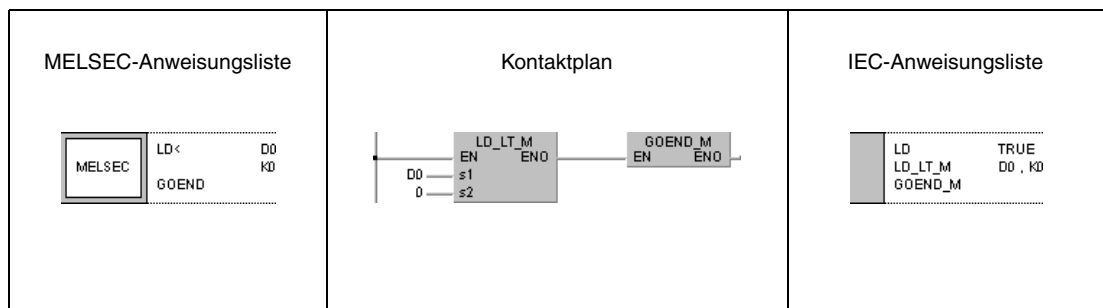 MELSEC-Anweisungsliste
MELSEC
LD< D0
K0
GOEND
Kontaktplan
LD_LT_M
EN ENO
D0 s1
0 s2
GOEND_M
EN ENO
IEC-Anweisungsliste
LD TRUE
LD_LT_M D0 , K0
GOEND_M